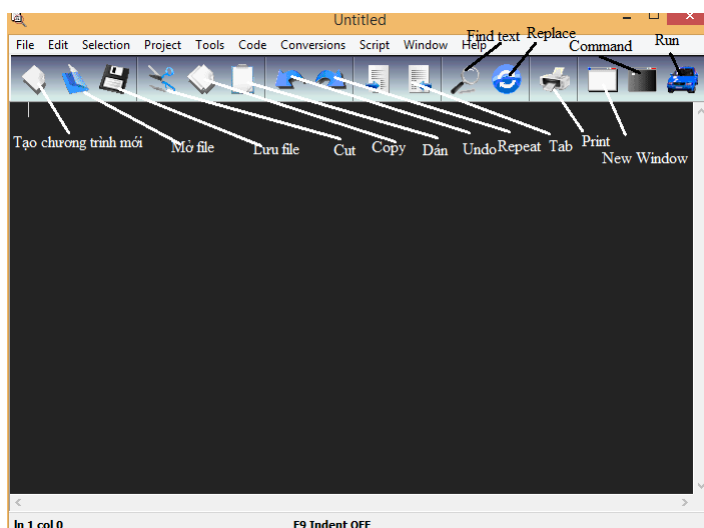 Untitled
File Edit Selection Project Tools Code Conversions Script Window Help
Find text Replace Command Run
Tạo chương trình mới Mở file Lưu file Cut Copy Dán Undo Repeat Tab Print
New Window
ln 1 col 0 F9 Indent OFF